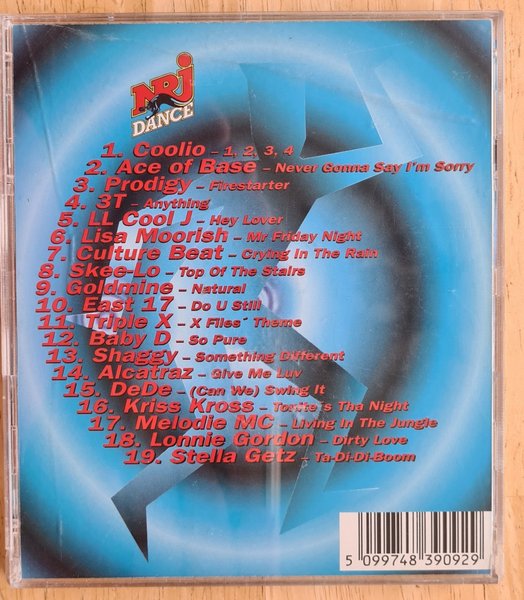 NRJ
DANCE
1. Coolio – 1, 2, 3, 4
2. Ace of Base – Never Gonna Say I'm Sorry
3. Prodigy – Firestarter
4. 3T – Anything
5. LL Cool J – Hey Lover
6. Lisa Moorish – Mr Friday Night
7. Culture Beat – Crying In The Rain
8. Skee-Lo – Top Of The Stairs
9. Goldmine – Natural
10. East 17 – Do U Still
11. Triple X – X Files´ Theme
12. Baby D – So Pure
13. Shaggy – Something Different
14. Alcatraz – Give Me Luv
15. DeDe – (Can We) Swing It
16. Kriss Kross – Tonite´s Tha Night
17. Melodie MC – Living In The Jungle
18. Lonnie Gordon – Dirty Love
19. Stella Getz – Ta-Di-Di-Boom
5 099748 390929